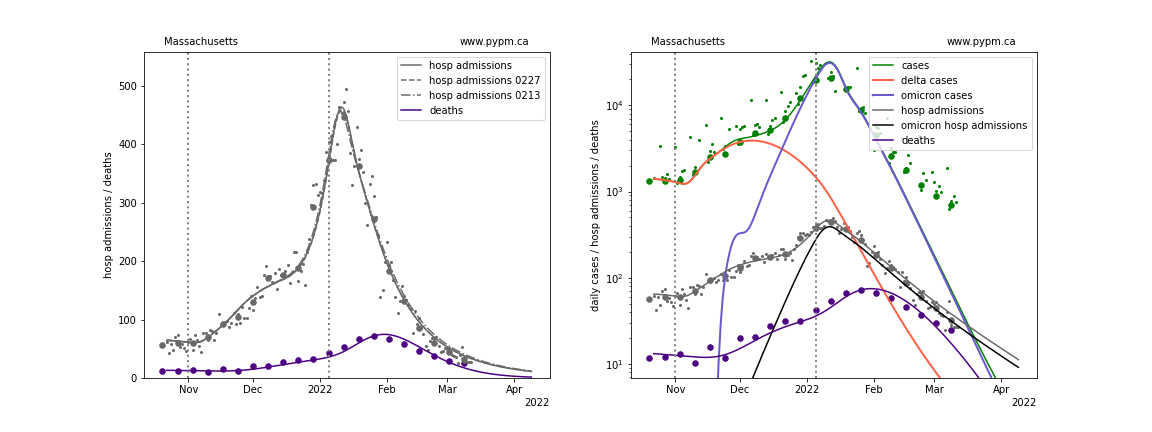 Massachusetts www.pypm.ca
hosp admissions
hosp admissions 0227
hosp admissions 0213
deaths
hosp admissions / deaths
500
400
300
200
100
0
Nov Dec 2022 Feb Mar Apr
2022
Massachusetts www.pypm.ca
cases
delta cases
omicron cases
hosp admissions
omicron hosp admissions
deaths
daily cases / hosp admissions / deaths
10⁴
10³
10²
10¹
Nov Dec 2022 Feb Mar Apr
2022